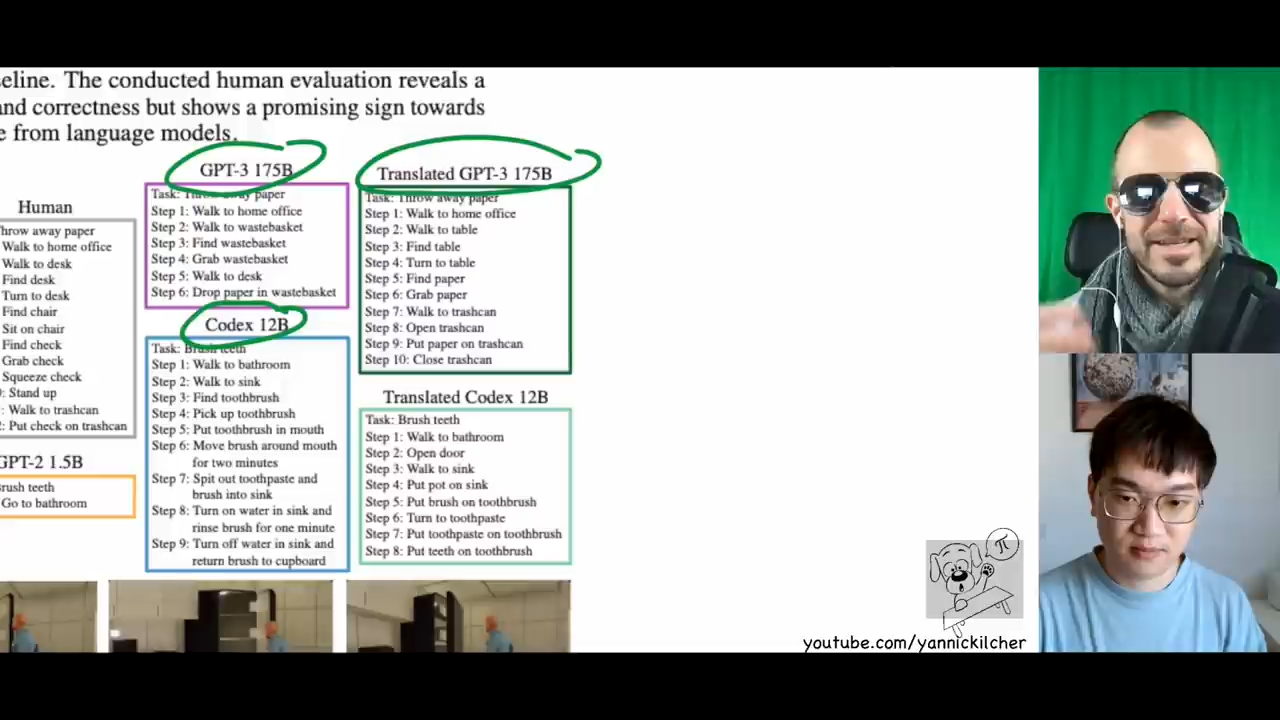 eline. The conducted human evaluation reveals a
nd correctness but shows a promising sign towards
e from language models.
Human
hrow away paper
Walk to home office
Walk to desk
Find desk
Turn to desk
Find chair
Sit on chair
Find check
Grab check
Squeeze check
: Stand up
: Walk to trashcan
: Put check on trashcan
GPT-2 1.5B
rush teeth
Go to bathroom
GPT-3 175B
Task: Throw away paper
Step 1: Walk to home office
Step 2: Walk to wastebasket
Step 3: Find wastebasket
Step 4: Grab wastebasket
Step 5: Walk to desk
Step 6: Drop paper in wastebasket
Codex 12B
Task: Brush teeth
Step 1: Walk to bathroom
Step 2: Walk to sink
Step 3: Find toothbrush
Step 4: Pick up toothbrush
Step 5: Put toothbrush in mouth
Step 6: Move brush around mouth
for two minutes
Step 7: Spit out toothpaste and
brush into sink
Step 8: Turn on water in sink and
rinse brush for one minute
Step 9: Turn off water in sink and
return brush to cupboard
Translated GPT-3 175B
Task: Throw away paper
Step 1: Walk to home office
Step 2: Walk to table
Step 3: Find table
Step 4: Turn to table
Step 5: Find paper
Step 6: Grab paper
Step 7: Walk to trashcan
Step 8: Open trashcan
Step 9: Put paper on trashcan
Step 10: Close trashcan
Translated Codex 12B
Task: Brush teeth
Step 1: Walk to bathroom
Step 2: Open door
Step 3: Walk to sink
Step 4: Put pot on sink
Step 5: Put brush on toothbrush
Step 6: Turn to toothpaste
Step 7: Put toothpaste on toothbrush
Step 8: Put teeth on toothbrush
π
youtube.com/yannickilcher